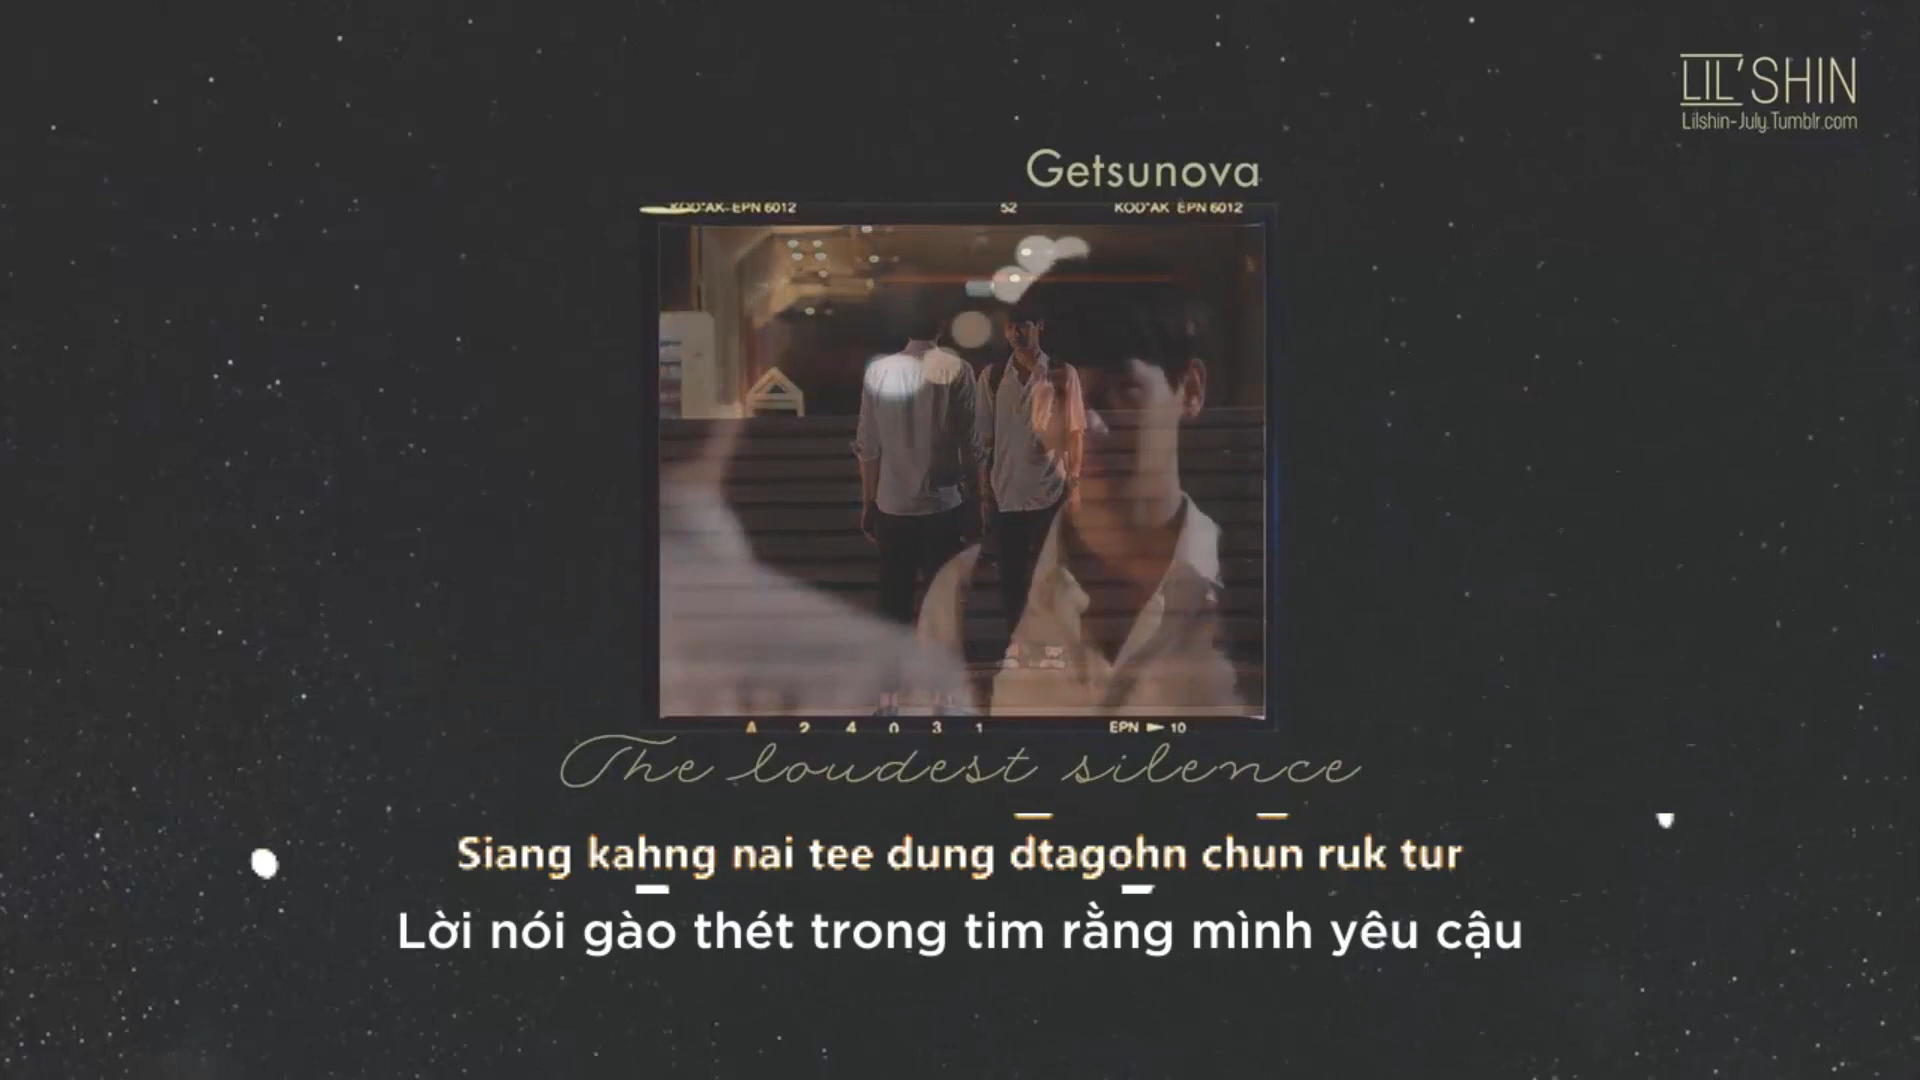 LIL'SHIN
Lilshin-July.Tumblr.com
Getsunova
KODAK EPN 6012 52 KODAK EPN 6012
A 2 4 0 3 1 EPN ► 10
The loudest silence
Siang kahng nai tee dung dtagohn chun ruk tur
Lời nói gào thét trong tim rằng mình yêu cậu